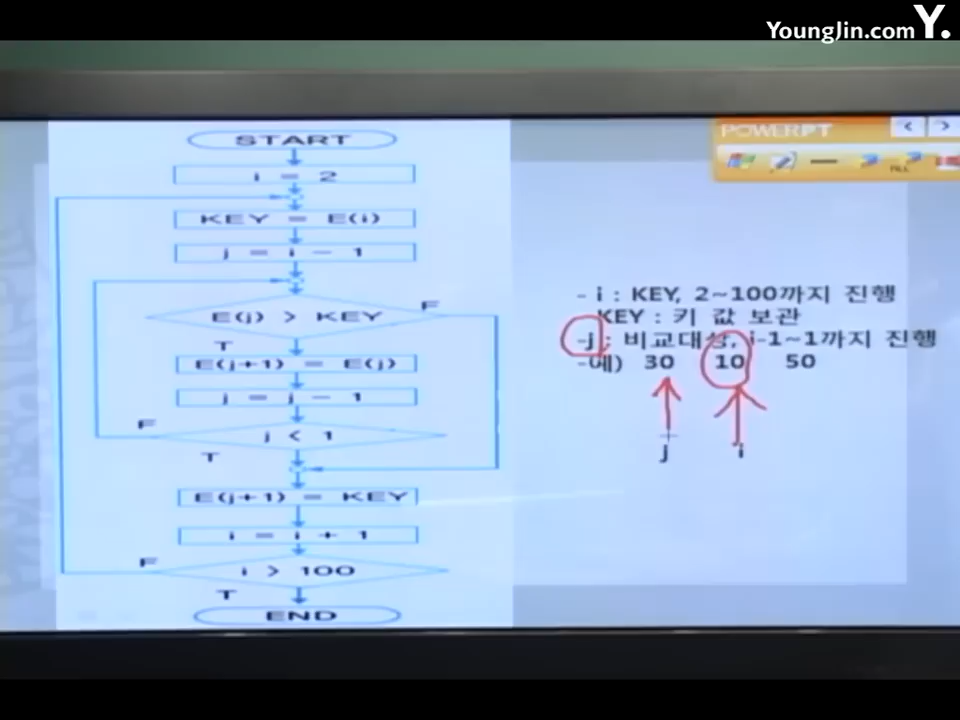 YoungJin.com Y.
POWERPT
START
i = 2
KEY = E(i)
j = i - 1
E(j) > KEY
F
T
E(j+1) = E(j)
j = j - 1
F
j < 1
T
E(j+1) = KEY
i = i + 1
F
i > 100
T
END
- i : KEY, 2~100까지 진행
KEY : 키 값 보관
-j : 비교대상, i-1~1까지 진행
-예) 30 10 50
j i